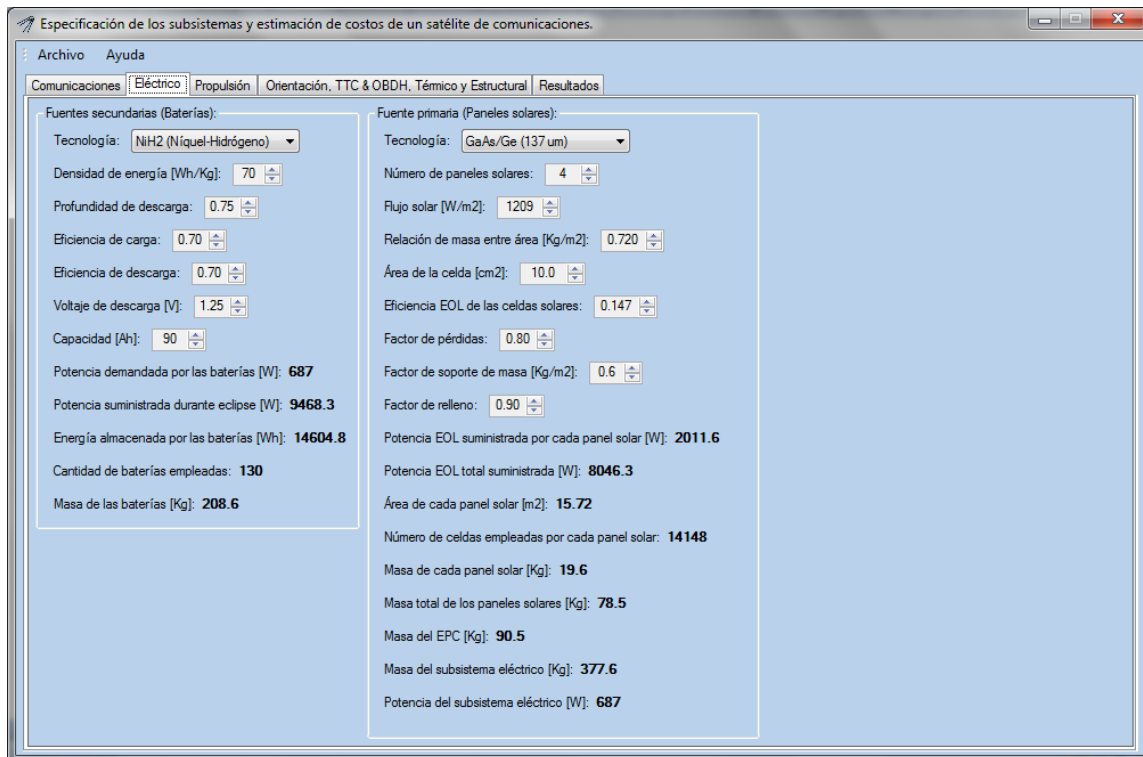 Especificación de los subsistemas y estimación de costos de un satélite de comunicaciones.
Archivo Ayuda
Comunicaciones Eléctrico Propulsión Orientación, TTC & OBDH, Térmico y Estructural Resultados
Fuentes secundarias (Baterías):
Tecnología: NiH2 (Níquel-Hidrógeno)
Densidad de energía [Wh/Kg]: 70
Profundidad de descarga: 0.75
Eficiencia de carga: 0.70
Eficiencia de descarga: 0.70
Voltaje de descarga [V]: 1.25
Capacidad [Ah]: 90
Potencia demandada por las baterías [W]: 687
Potencia suministrada durante eclipse [W]: 9468.3
Energía almacenada por las baterías [Wh]: 14604.8
Cantidad de baterías empleadas: 130
Masa de las baterías [Kg]: 208.6
Fuente primaria (Paneles solares):
Tecnología: GaAs/Ge (137 um)
Número de paneles solares: 4
Flujo solar [W/m2]: 1209
Relación de masa entre área [Kg/m2]: 0.720
Área de la celda [cm2]: 10.0
Eficiencia EOL de las celdas solares: 0.147
Factor de pérdidas: 0.80
Factor de soporte de masa [Kg/m2]: 0.6
Factor de relleno: 0.90
Potencia EOL suministrada por cada panel solar [W]: 2011.6
Potencia EOL total suministrada [W]: 8046.3
Área de cada panel solar [m2]: 15.72
Número de celdas empleadas por cada panel solar: 14148
Masa de cada panel solar [Kg]: 19.6
Masa total de los paneles solares [Kg]: 78.5
Masa del EPC [Kg]: 90.5
Masa del subsistema eléctrico [Kg]: 377.6
Potencia del subsistema eléctrico [W]: 687